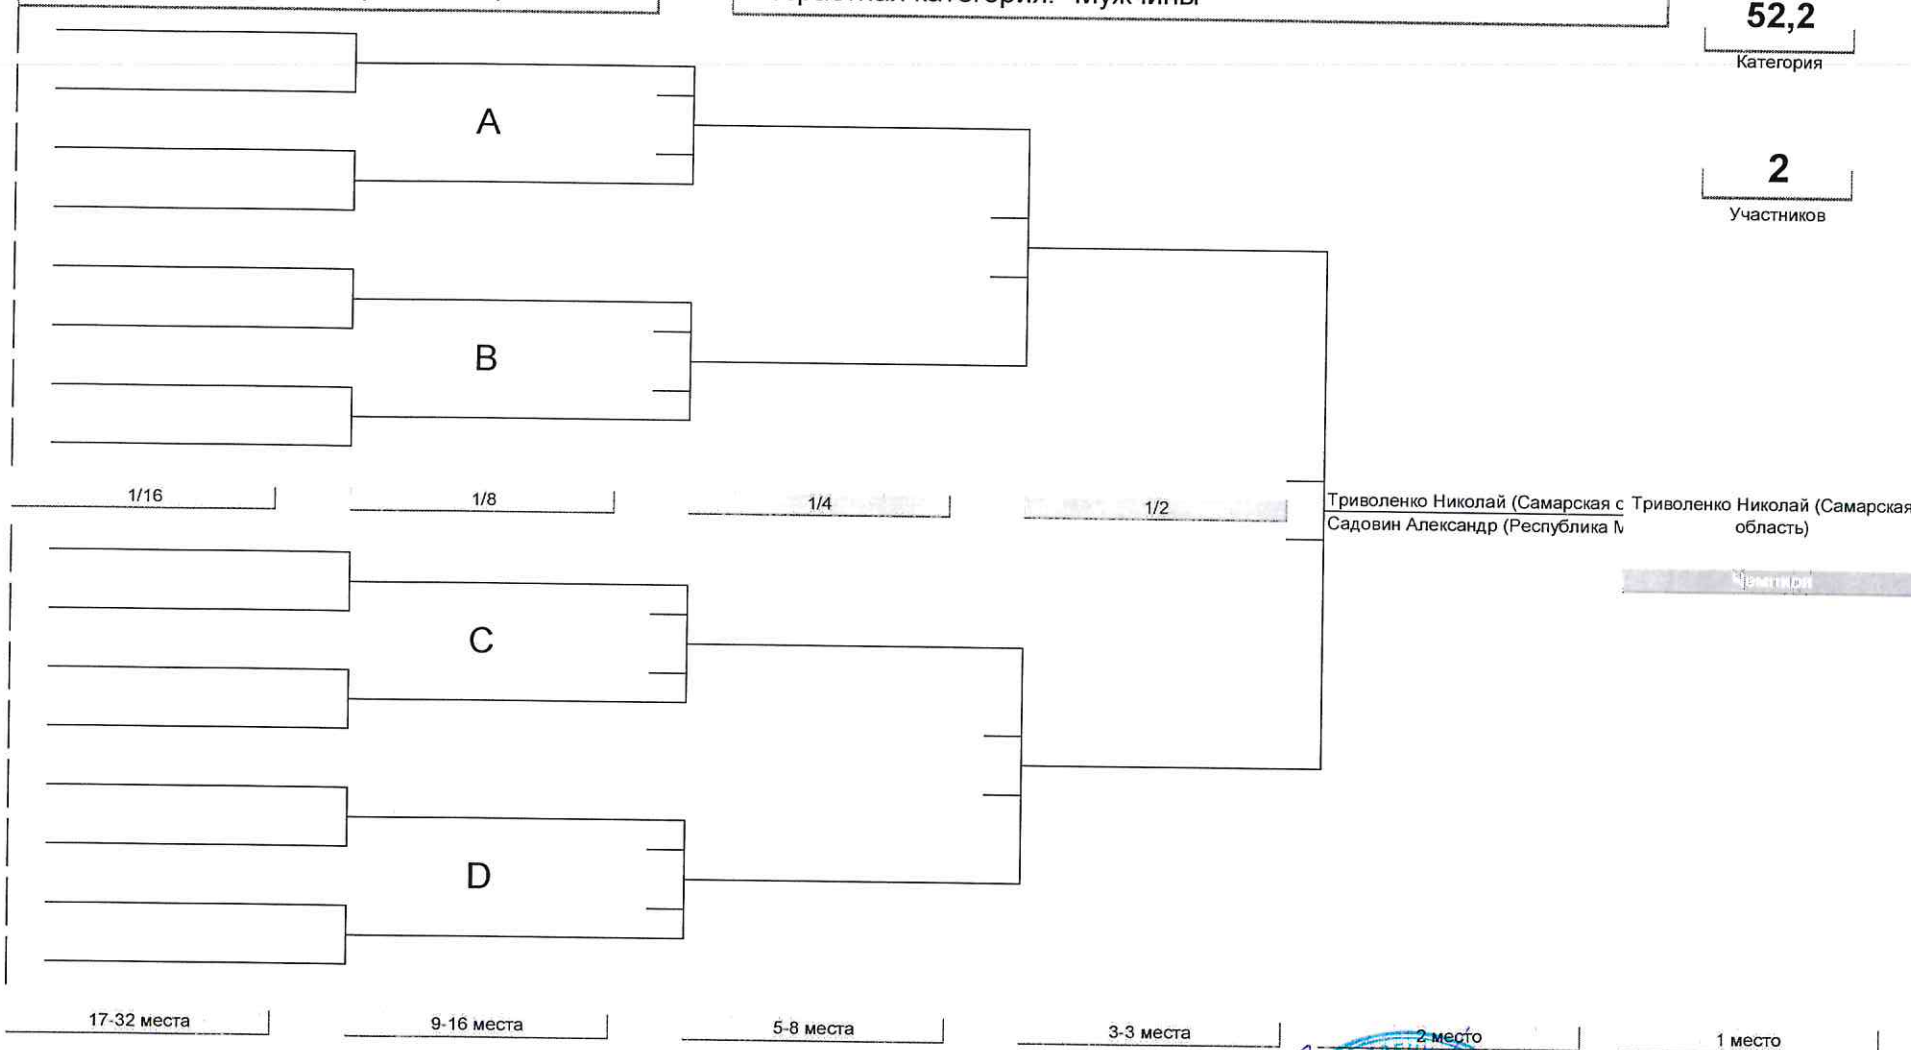 Мужчины
52,2
Категория
2
Участников
A
B
1/16
1/8
1/4
1/2
Триволенко Николай (Самарская о
Садовин Александр (Республика М
Триволенко Николай (Самарская
область)
Чемпион
C
D
17-32 места
9-16 места
5-8 места
3-3 места
2 место
1 место